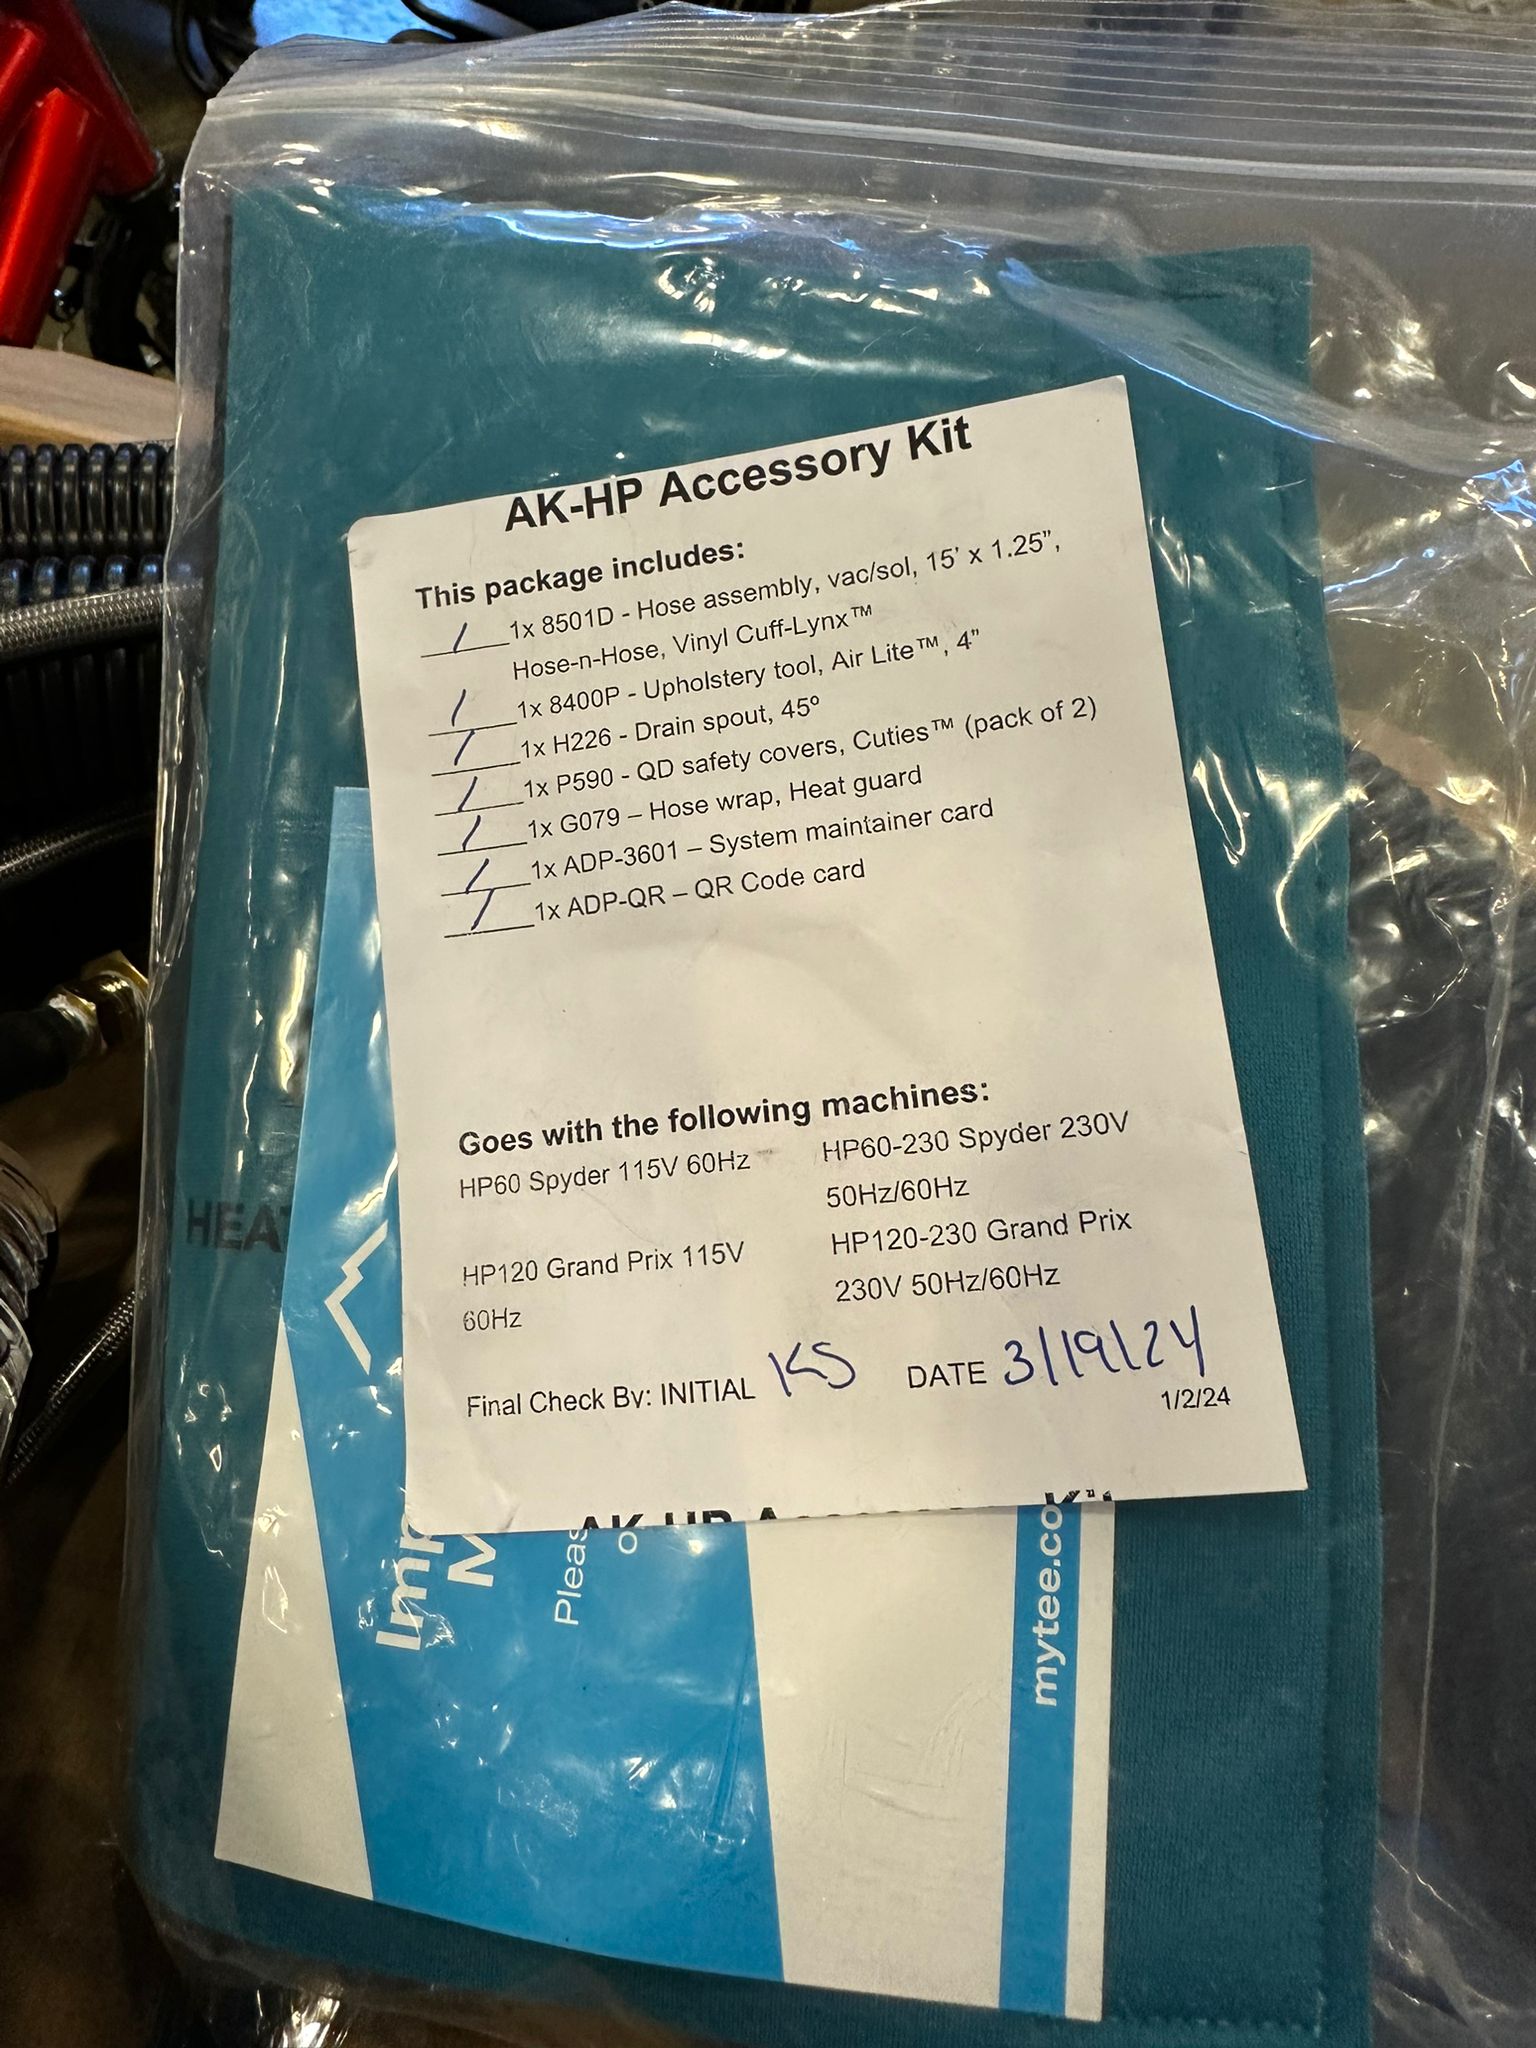 AK-HP Accessory Kit
This package includes:
/ 1x 8501D - Hose assembly, vac/sol, 15' x 1.25”,
Hose-n-Hose, Vinyl Cuff-Lynx™
/ 1x 8400P - Upholstery tool, Air Lite™, 4”
/ 1x H226 - Drain spout, 45º
/ 1x P590 - QD safety covers, Cuties™ (pack of 2)
/ 1x G079 – Hose wrap, Heat guard
/ 1x ADP-3601 – System maintainer card
/ 1x ADP-QR – QR Code card
Goes with the following machines:
HP60 Spyder 115V 60Hz
HP60-230 Spyder 230V
50Hz/60Hz
HP120 Grand Prix 115V
60Hz
HP120-230 Grand Prix
230V 50Hz/60Hz
Final Check By: INITIAL KS DATE 3/19/24
1/2/24
HEA
Pleas
mytee.co